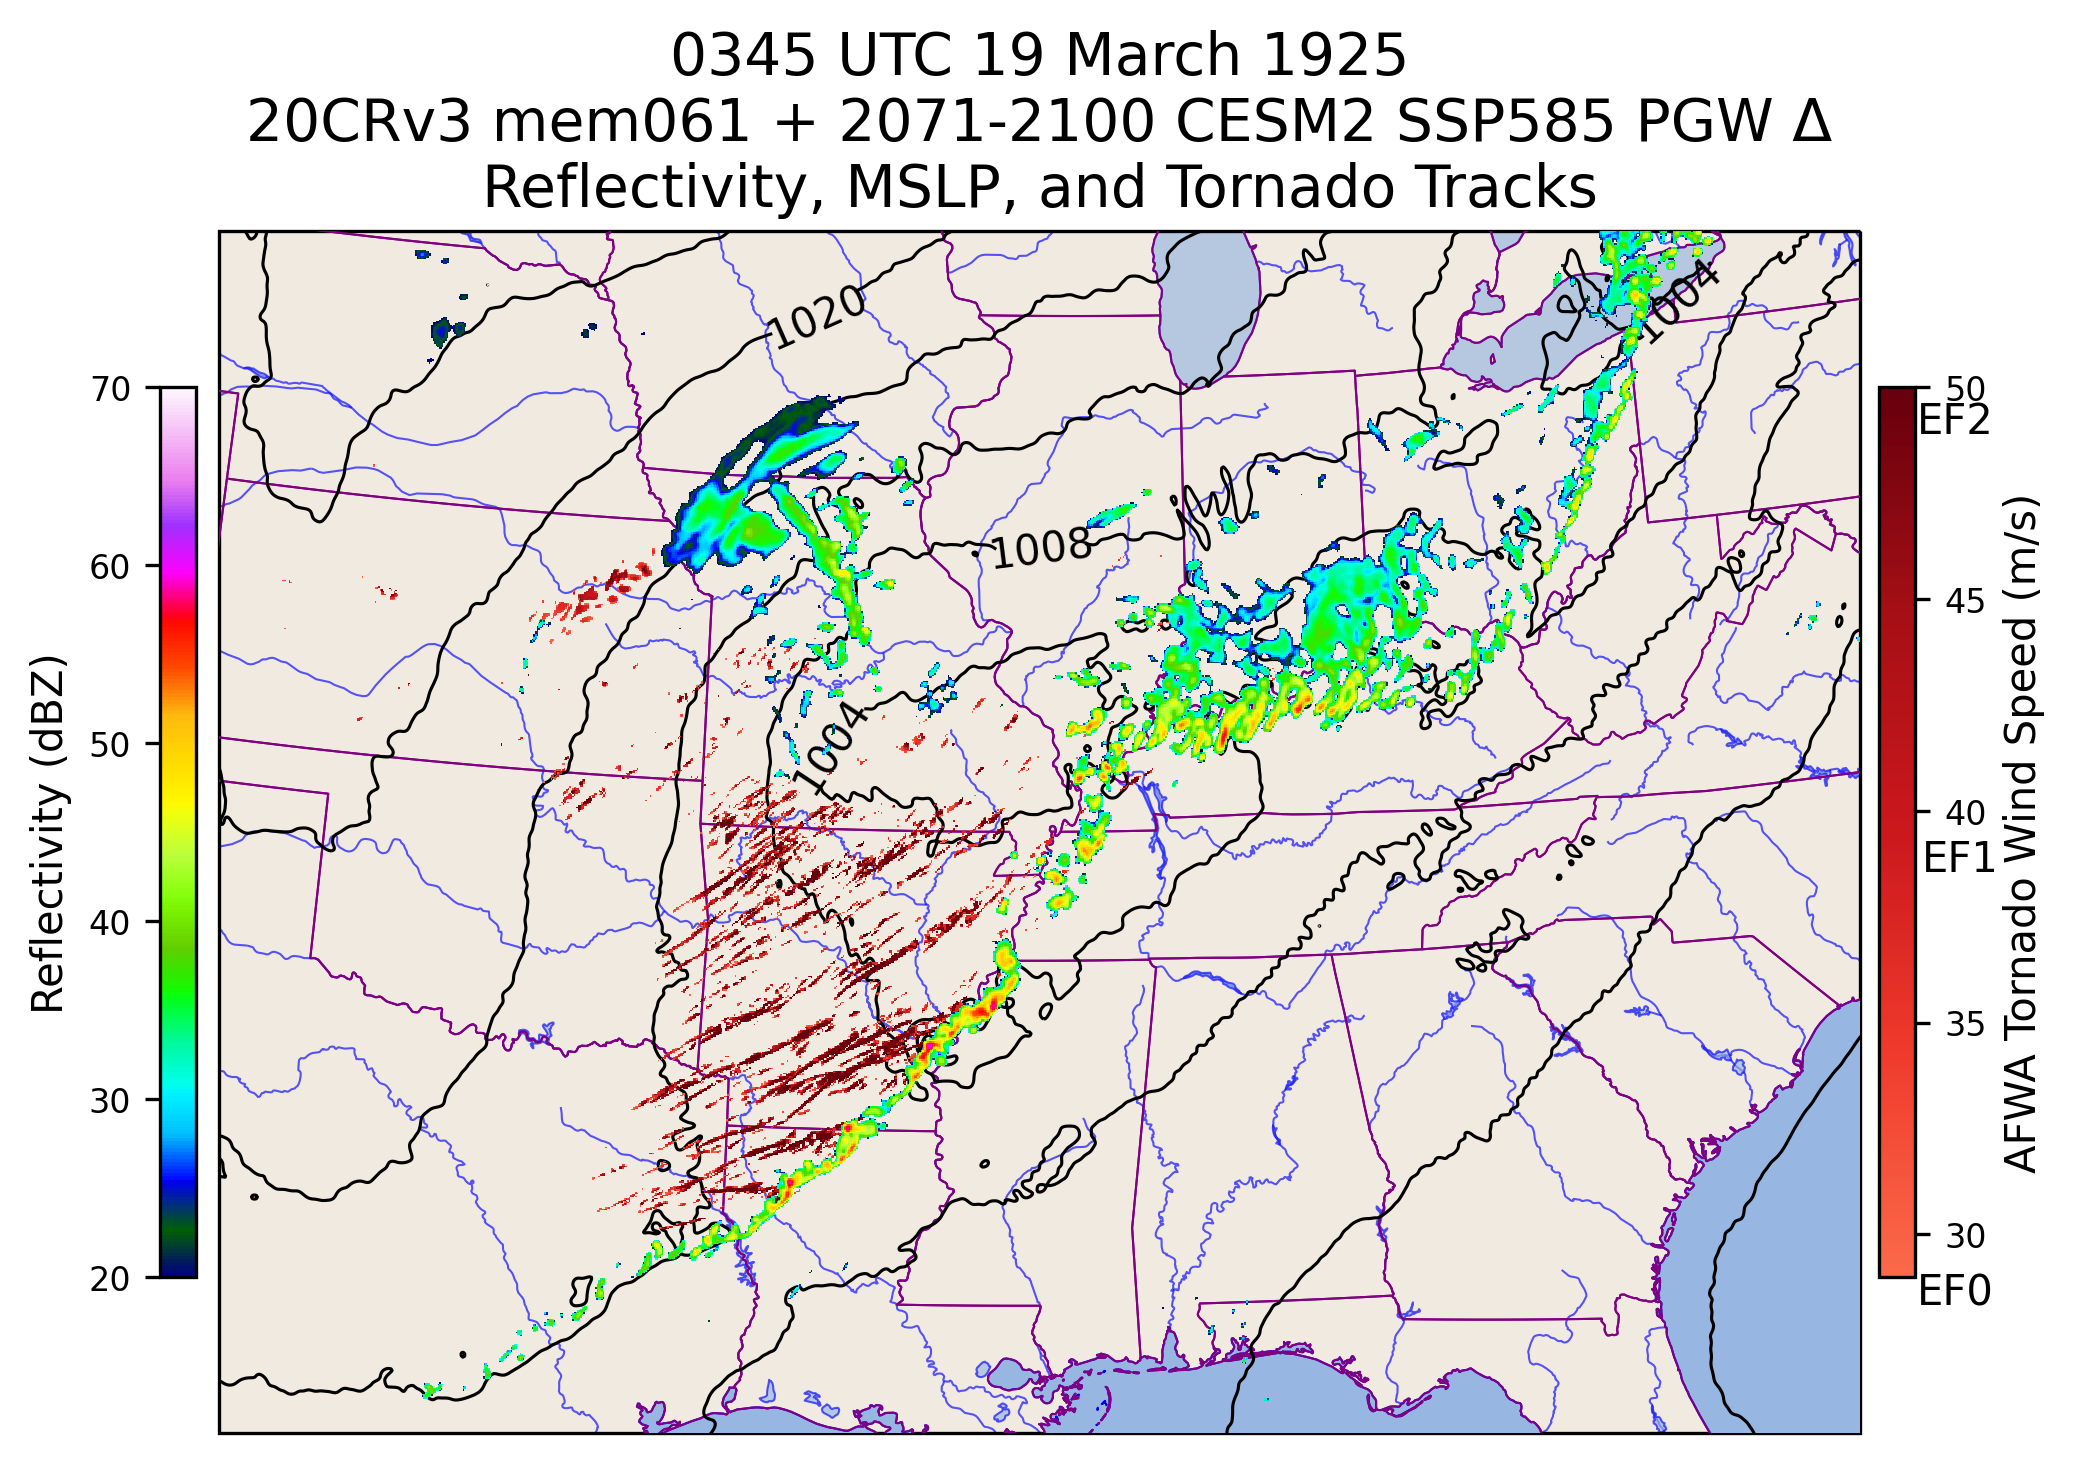 0345 UTC 19 March 1925
20CRv3 mem061 + 2071-2100 CESM2 SSP585 PGW Δ
Reflectivity, MSLP, and Tornado Tracks
Reflectivity (dBZ)
70
60
50
40
30
20
1020
1004
1008
1004
50
EF2
45
40
EF1
35
30
EF0
AFWA Tornado Wind Speed (m/s)